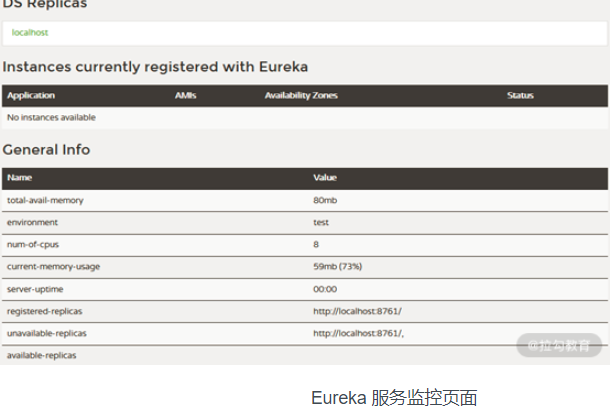 DS Replicas
localhost
Instances currently registered with Eureka
Application AMIs Availability Zones Status
No instances available
General Info
Name Value
total-avail-memory 80mb
environment test
num-of-cpus 8
current-memory-usage 59mb (73%)
server-uptime 00:00
registered-replicas http://localhost:8761/
unavailable-replicas http://localhost:8761/,
available-replicas
@拉勾教育
Eureka 服务监控页面